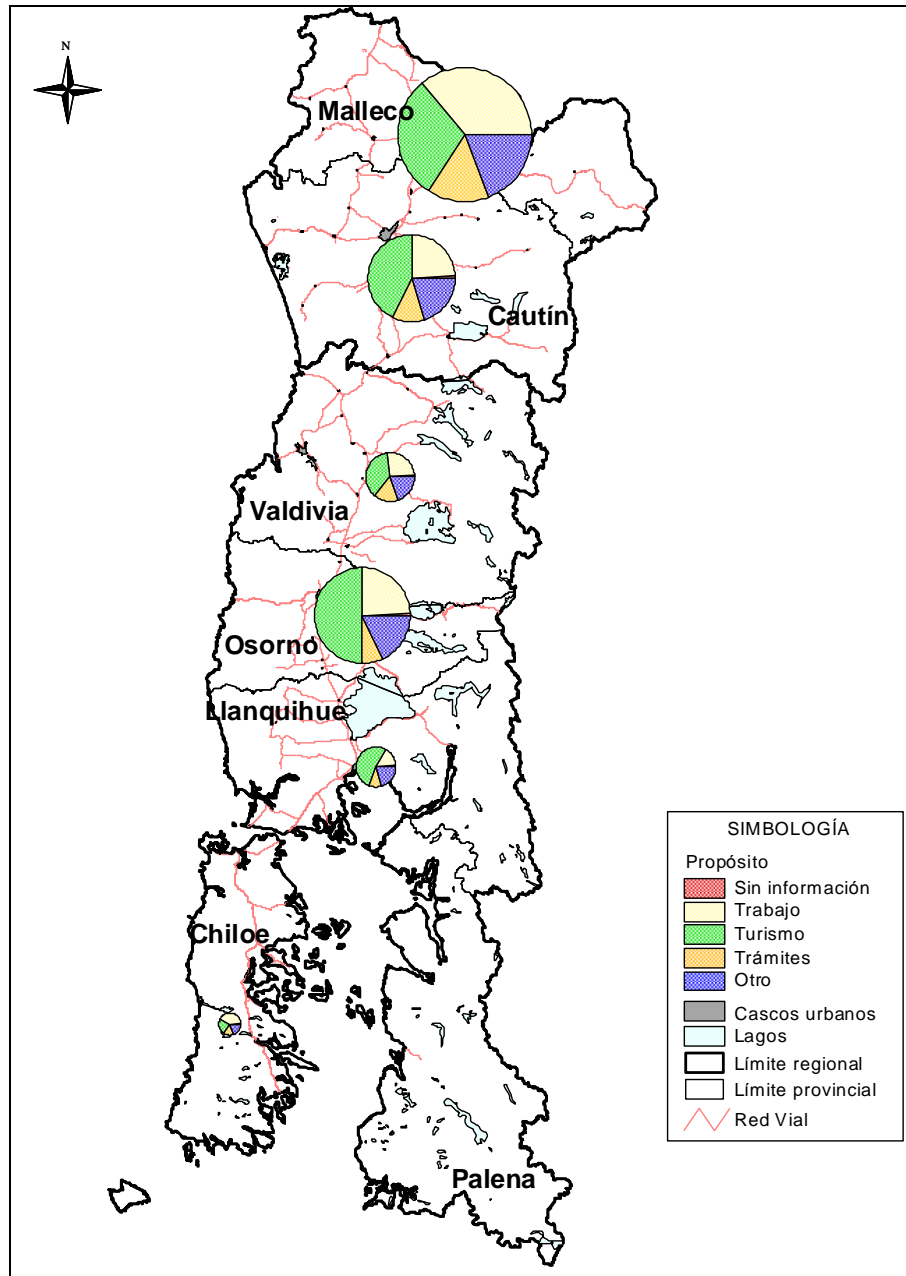 N
Malleco
Cautín
Valdivia
Osorno
Llanquihue
Chiloe
Palena
SIMBOLOGÍA
Propósito
Sin información
Trabajo
Turismo
Trámites
Otro
Cascos urbanos
Lagos
Límite regional
Límite provincial
Red Vial